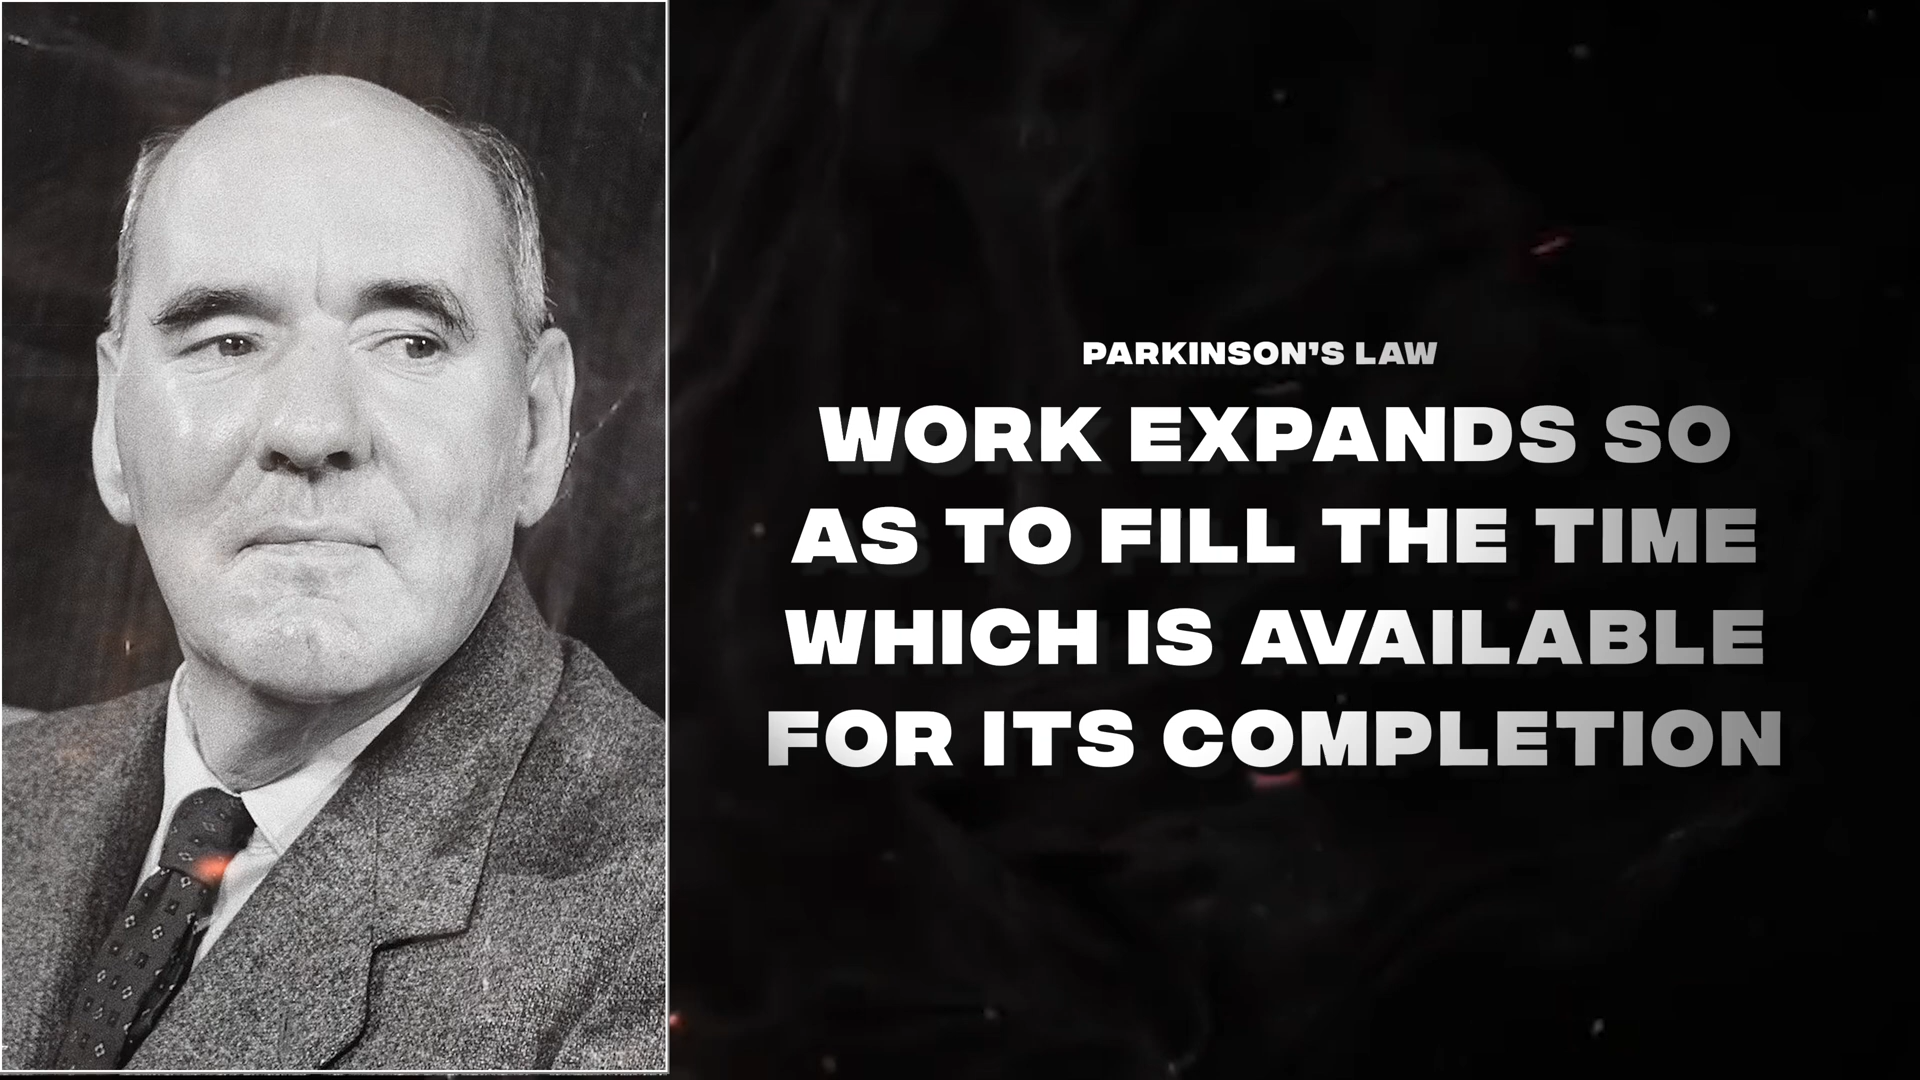 PARKINSON'S LAW
WORK EXPANDS SO
AS TO FILL THE TIME
WHICH IS AVAILABLE
FOR ITS COMPLETION